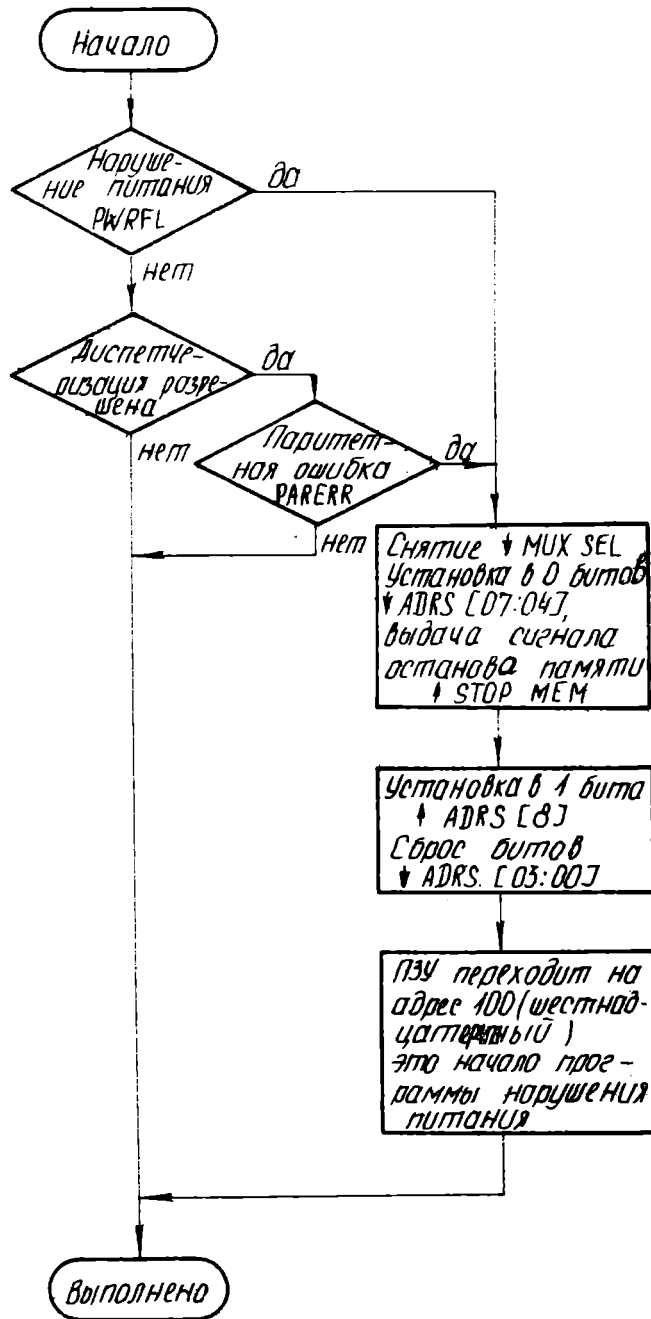 Начало
Наруше-
ние питания
PWRFL
да
нет
Диспетче-
ризация разре-
шена
да
нет
Паритет-
ная ошибка
PARERR
да
нет
Снятие ↓ MUX SEL
Установка в 0 битов
↓ ADRS [07:04],
выдача сигнала
останова памяти
↑ STOP MEM
Установка в 1 бита
↑ ADRS [8]
Сброс битов
↓ ADRS. [03:00]
ПЗУ переходит на
адрес 100 (шестнад-
цатеричный)
это начало прог-
раммы нарушения
питания
Выполнено